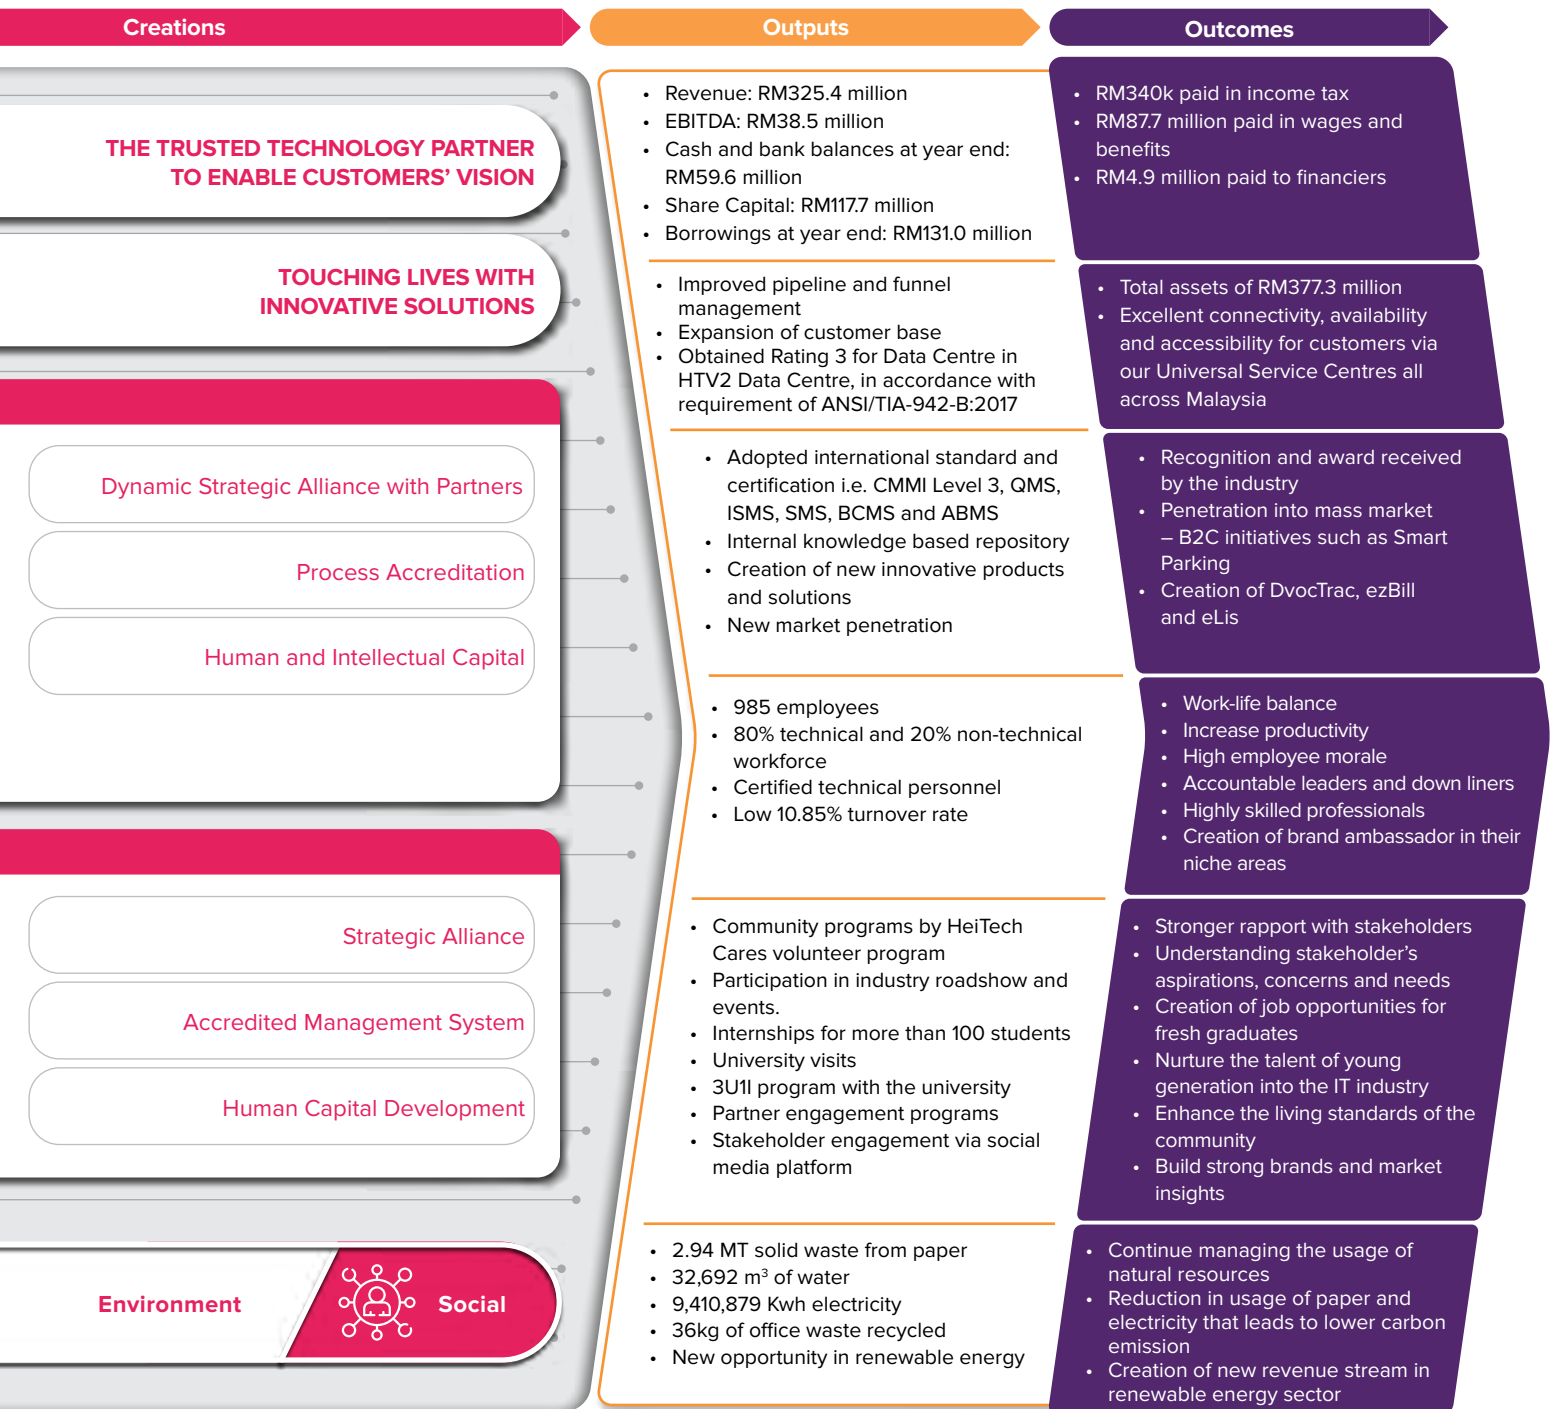 Creations
Outputs
Outcomes
THE TRUSTED TECHNOLOGY PARTNER
TO ENABLE CUSTOMERS' VISION
TOUCHING LIVES WITH
INNOVATIVE SOLUTIONS
Dynamic Strategic Alliance with Partners
Process Accreditation
Human and Intellectual Capital
Strategic Alliance
Accredited Management System
Human Capital Development
Environment
Social
• Revenue: RM325.4 million
• EBITDA: RM38.5 million
• Cash and bank balances at year end:
RM59.6 million
• Share Capital: RM117.7 million
• Borrowings at year end: RM131.0 million
• RM340k paid in income tax
• RM87.7 million paid in wages and
benefits
• RM4.9 million paid to financiers
• Improved pipeline and funnel
management
• Expansion of customer base
• Obtained Rating 3 for Data Centre in
HTV2 Data Centre, in accordance with
requirement of ANSI/TIA-942-B:2017
• Total assets of RM377.3 million
• Excellent connectivity, availability
and accessibility for customers via
our Universal Service Centres all
across Malaysia
• Adopted international standard and
certification i.e. CMMI Level 3, QMS,
ISMS, SMS, BCMS and ABMS
• Internal knowledge based repository
• Creation of new innovative products
and solutions
• New market penetration
• Recognition and award received
by the industry
• Penetration into mass market
– B2C initiatives such as Smart
Parking
• Creation of DvocTrac, ezBill
and eLis
• 985 employees
• 80% technical and 20% non-technical
workforce
• Certified technical personnel
• Low 10.85% turnover rate
• Work-life balance
• Increase productivity
• High employee morale
• Accountable leaders and down liners
• Highly skilled professionals
• Creation of brand ambassador in their
niche areas
• Community programs by HeiTech
Cares volunteer program
• Participation in industry roadshow and
events.
• Internships for more than 100 students
• University visits
• 3U1I program with the university
• Partner engagement programs
• Stakeholder engagement via social
media platform
• Stronger rapport with stakeholders
• Understanding stakeholder's
aspirations, concerns and needs
• Creation of job opportunities for
fresh graduates
• Nurture the talent of young
generation into the IT industry
• Enhance the living standards of the
community
• Build strong brands and market
insights
• 2.94 MT solid waste from paper
• 32,692 m³ of water
• 9,410,879 Kwh electricity
• 36kg of office waste recycled
• New opportunity in renewable energy
• Continue managing the usage of
natural resources
• Reduction in usage of paper and
electricity that leads to lower carbon
emission
• Creation of new revenue stream in
renewable energy sector